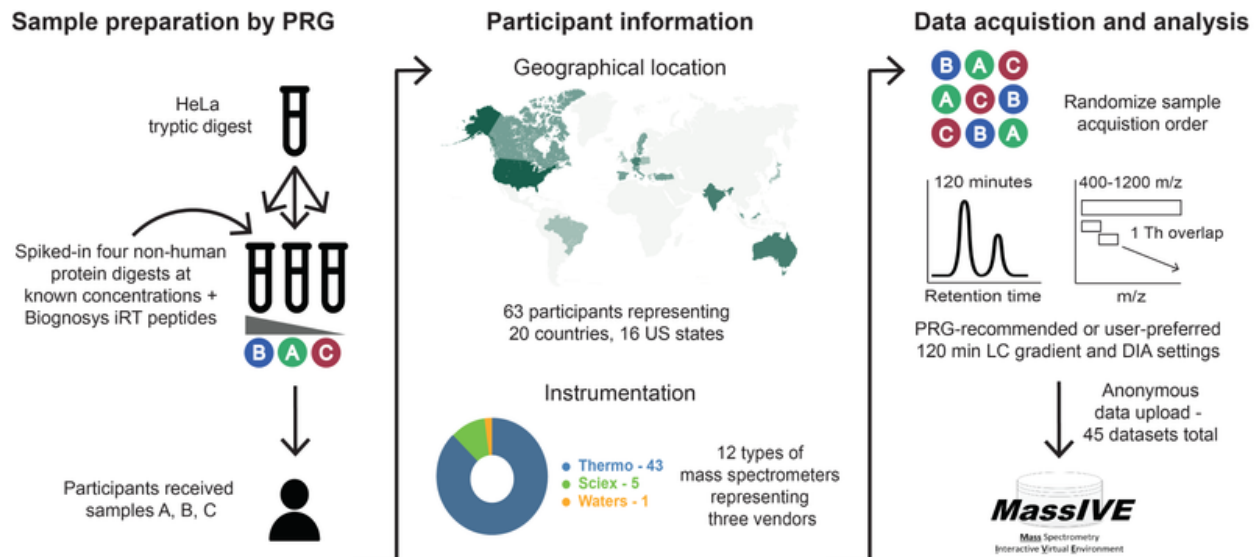 Sample preparation by PRG
HeLa
tryptic digest
Spiked-in four non-human
protein digests at
known concentrations +
Biognosys iRT peptides
B A C
Participants received
samples A, B, C
Participant information
Geographical location
63 participants representing
20 countries, 16 US states
Instrumentation
Thermo - 43
Sciex - 5
Waters - 1
12 types of
mass spectrometers
representing
three vendors
Data acquistion and analysis
B A C
A C B
C B A
Randomize sample
acquistion order
120 minutes
Retention time
400-1200 m/z
1 Th overlap
m/z
PRG-recommended or user-preferred
120 min LC gradient and DIA settings
Anonymous
data upload -
45 datasets total
MassIVE
Mass Spectrometry
Interactive Virtual Environment